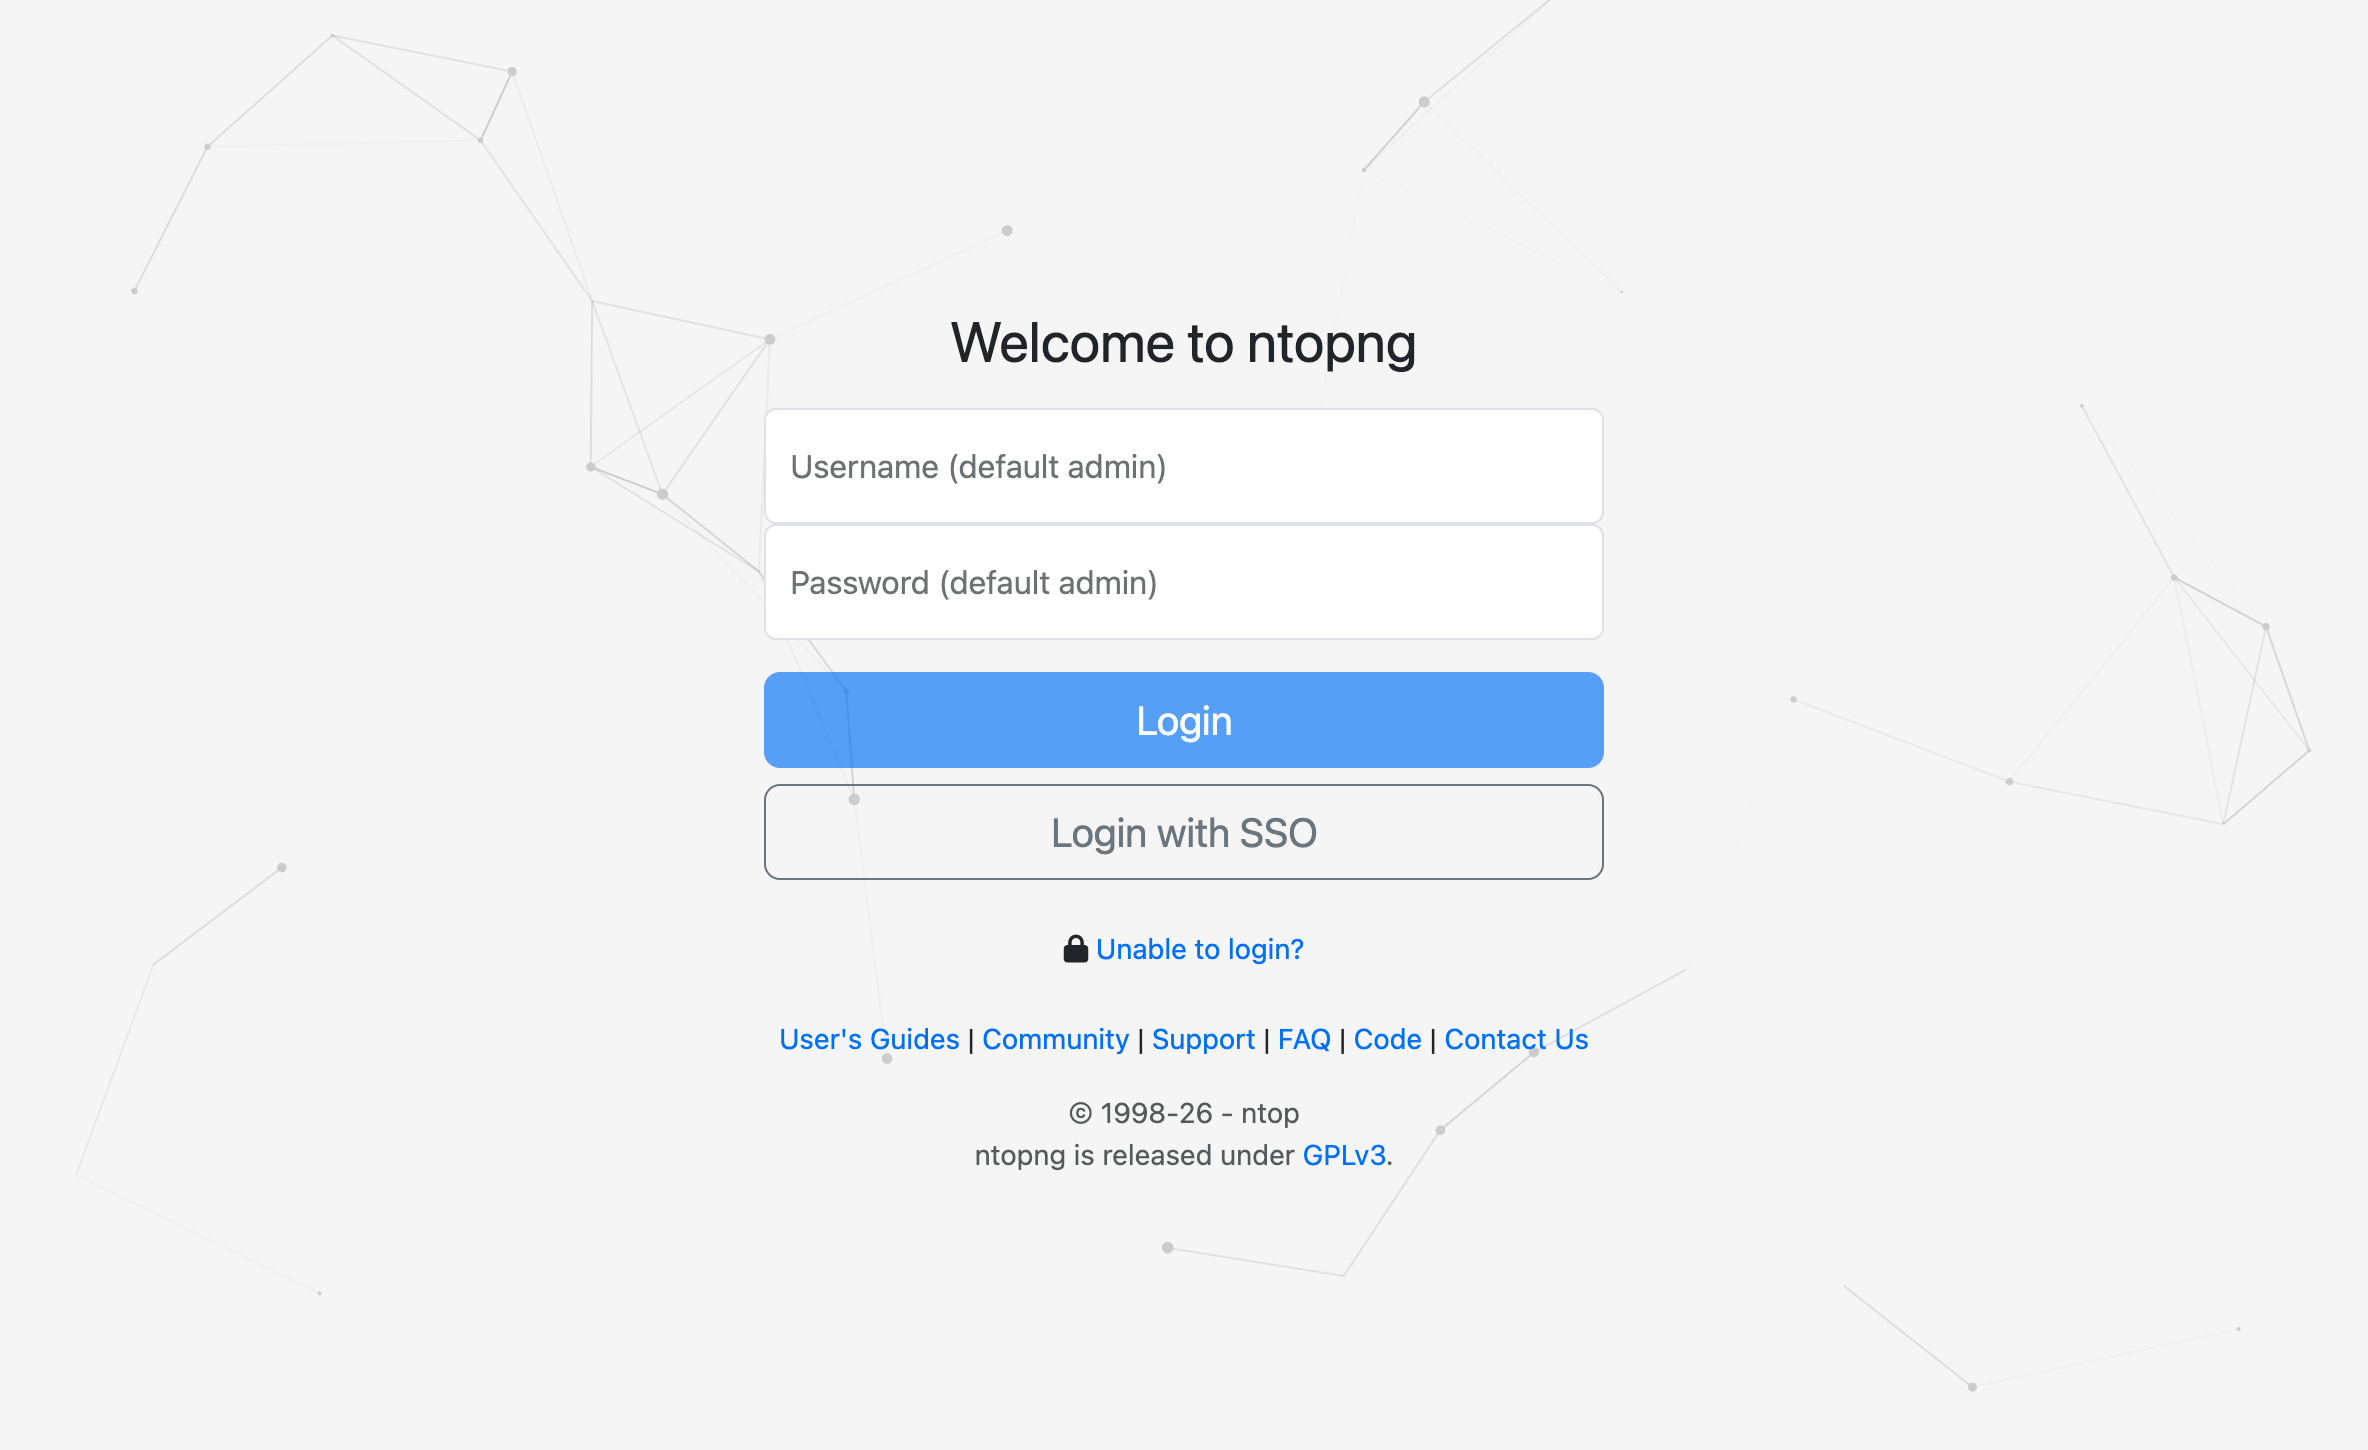 Welcome to ntopng
Username (default admin)
Password (default admin)
Login
Login with SSO
Unable to login?
User's Guides | Community | Support | FAQ | Code | Contact Us
© 1998-26 - ntop
ntopng is released under GPLv3.